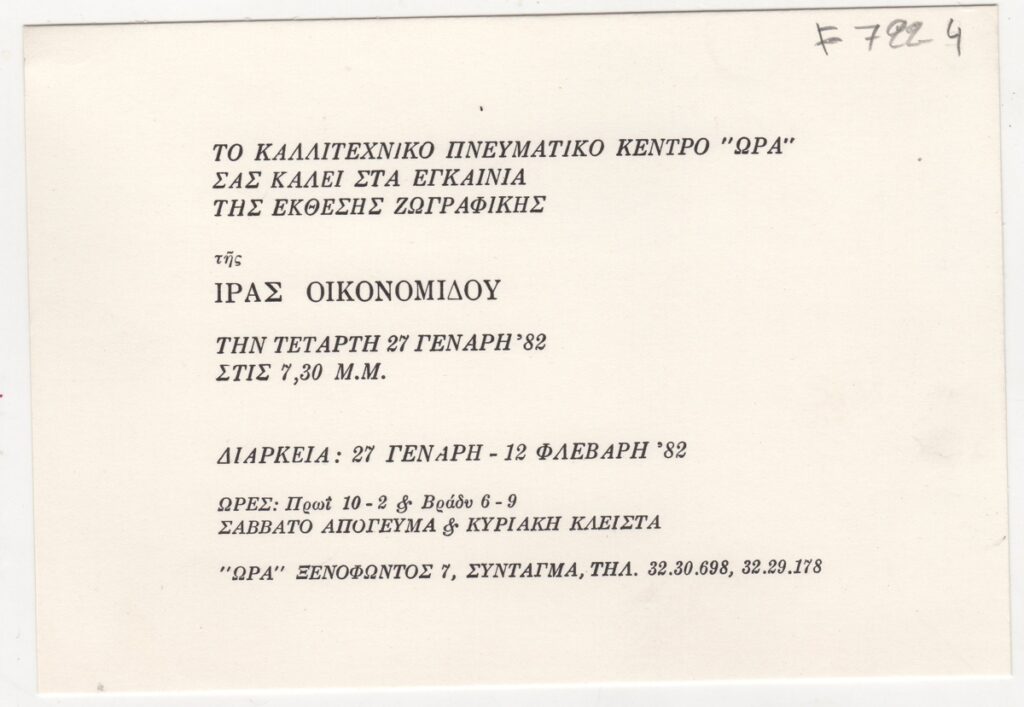 F 7224
ΤΟ ΚΑΛΛΙΤΕΧΝΙΚΟ ΠΝΕΥΜΑΤΙΚΟ ΚΕΝΤΡΟ "ΩΡΑ"
ΣΑΣ ΚΑΛΕΙ ΣΤΑ ΕΓΚΑΙΝΙΑ
ΤΗΣ ΕΚΘΕΣΗΣ ΖΩΓΡΑΦΙΚΗΣ
τῆς
ΙΡΑΣ ΟΙΚΟΝΟΜΙΔΟΥ
ΤΗΝ ΤΕΤΑΡΤΗ 27 ΓΕΝΑΡΗ '82
ΣΤΙΣ 7,30 Μ.Μ.
ΔΙΑΡΚΕΙΑ: 27 ΓΕΝΑΡΗ - 12 ΦΛΕΒΑΡΗ '82
ΩΡΕΣ: Πρωΐ 10 - 2 & Βράδυ 6 - 9
ΣΑΒΒΑΤΟ ΑΠΟΓΕΥΜΑ & ΚΥΡΙΑΚΗ ΚΛΕΙΣΤΑ
"ΩΡΑ" ΞΕΝΟΦΩΝΤΟΣ 7, ΣΥΝΤΑΓΜΑ, ΤΗΛ. 32.30.698, 32.29.178